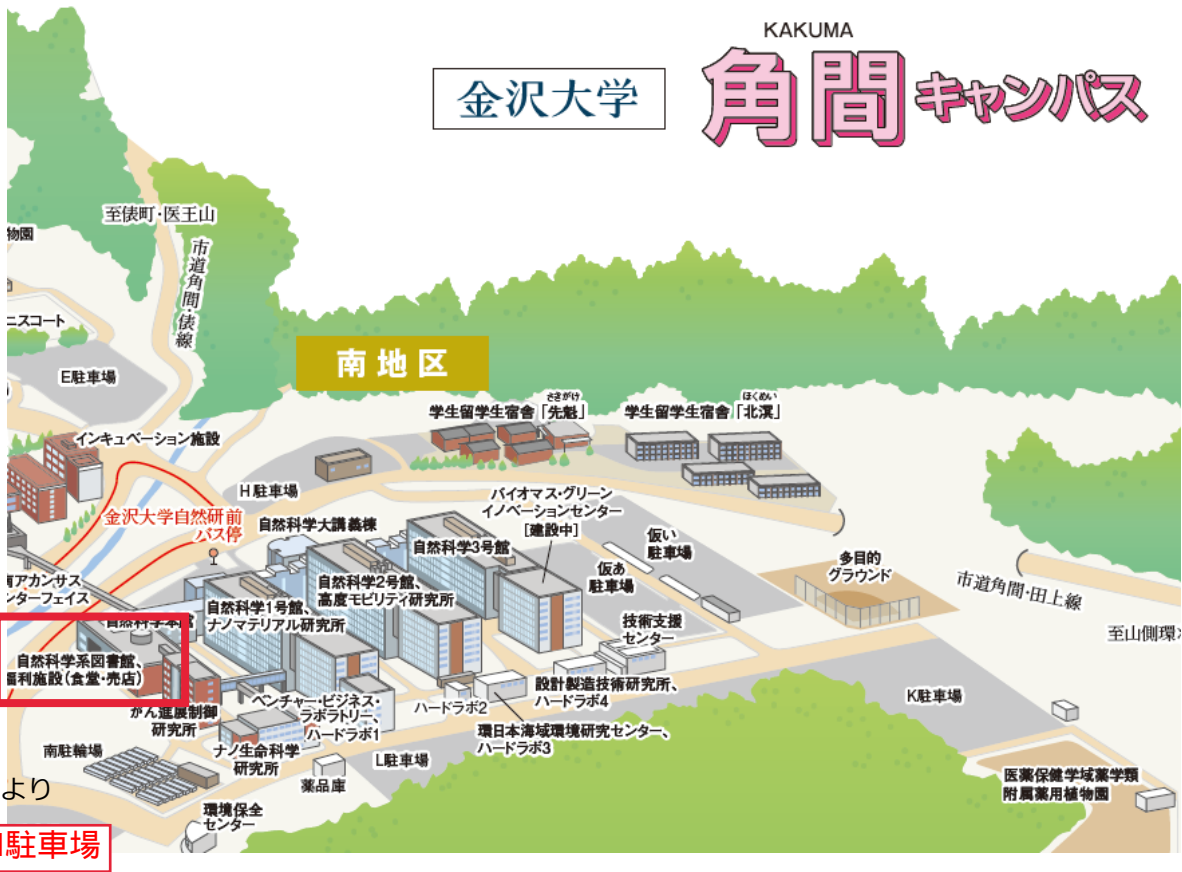 KAKUMA
金沢大学
角間キャンパス
至俵町・医王山
物園
市道角間・俵線
ニスコート
E駐車場
南地区
さきがけ
学生留学生宿舎「先魁」
ほくめい
学生留学生宿舎「北溟」
インキュベーション施設
H駐車場
金沢大学自然研前
バス停
自然科学大講義棟
バイオマス・グリーン
イノベーションセンター
[建設中]
自然科学3号館
仮い
駐車場
仮あ
駐車場
多目的
グラウンド
市道角間・田上線
至山側環
南アカンサス
ンターフェイス
自然科学2号館、
高度モビリティ研究所
自然科学1号館、
ナノマテリアル研究所
自然科学本館
技術支援
センター
自然科学系図書館、
福利施設(食堂・売店)
がん進展制御
研究所
ベンチャー・ビジネス・
ラボラトリー、
ハードラボ1
ハードラボ2
設計製造技術研究所、
ハードラボ4
環日本海域環境研究センター、
ハードラボ3
K駐車場
南駐輪場
ナノ生命科学
研究所
L駐車場
薬品庫
医薬保健学域薬学類
附属薬用植物園
より
環境保全
センター
駐車場